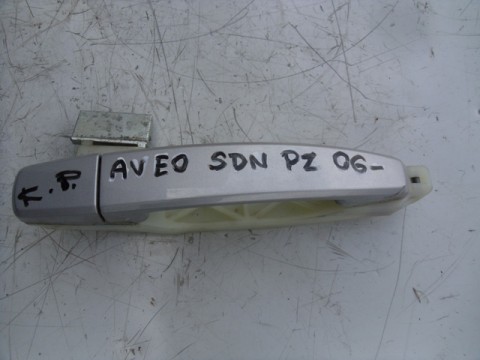 K.P.
AVEO SDN PZ 06-